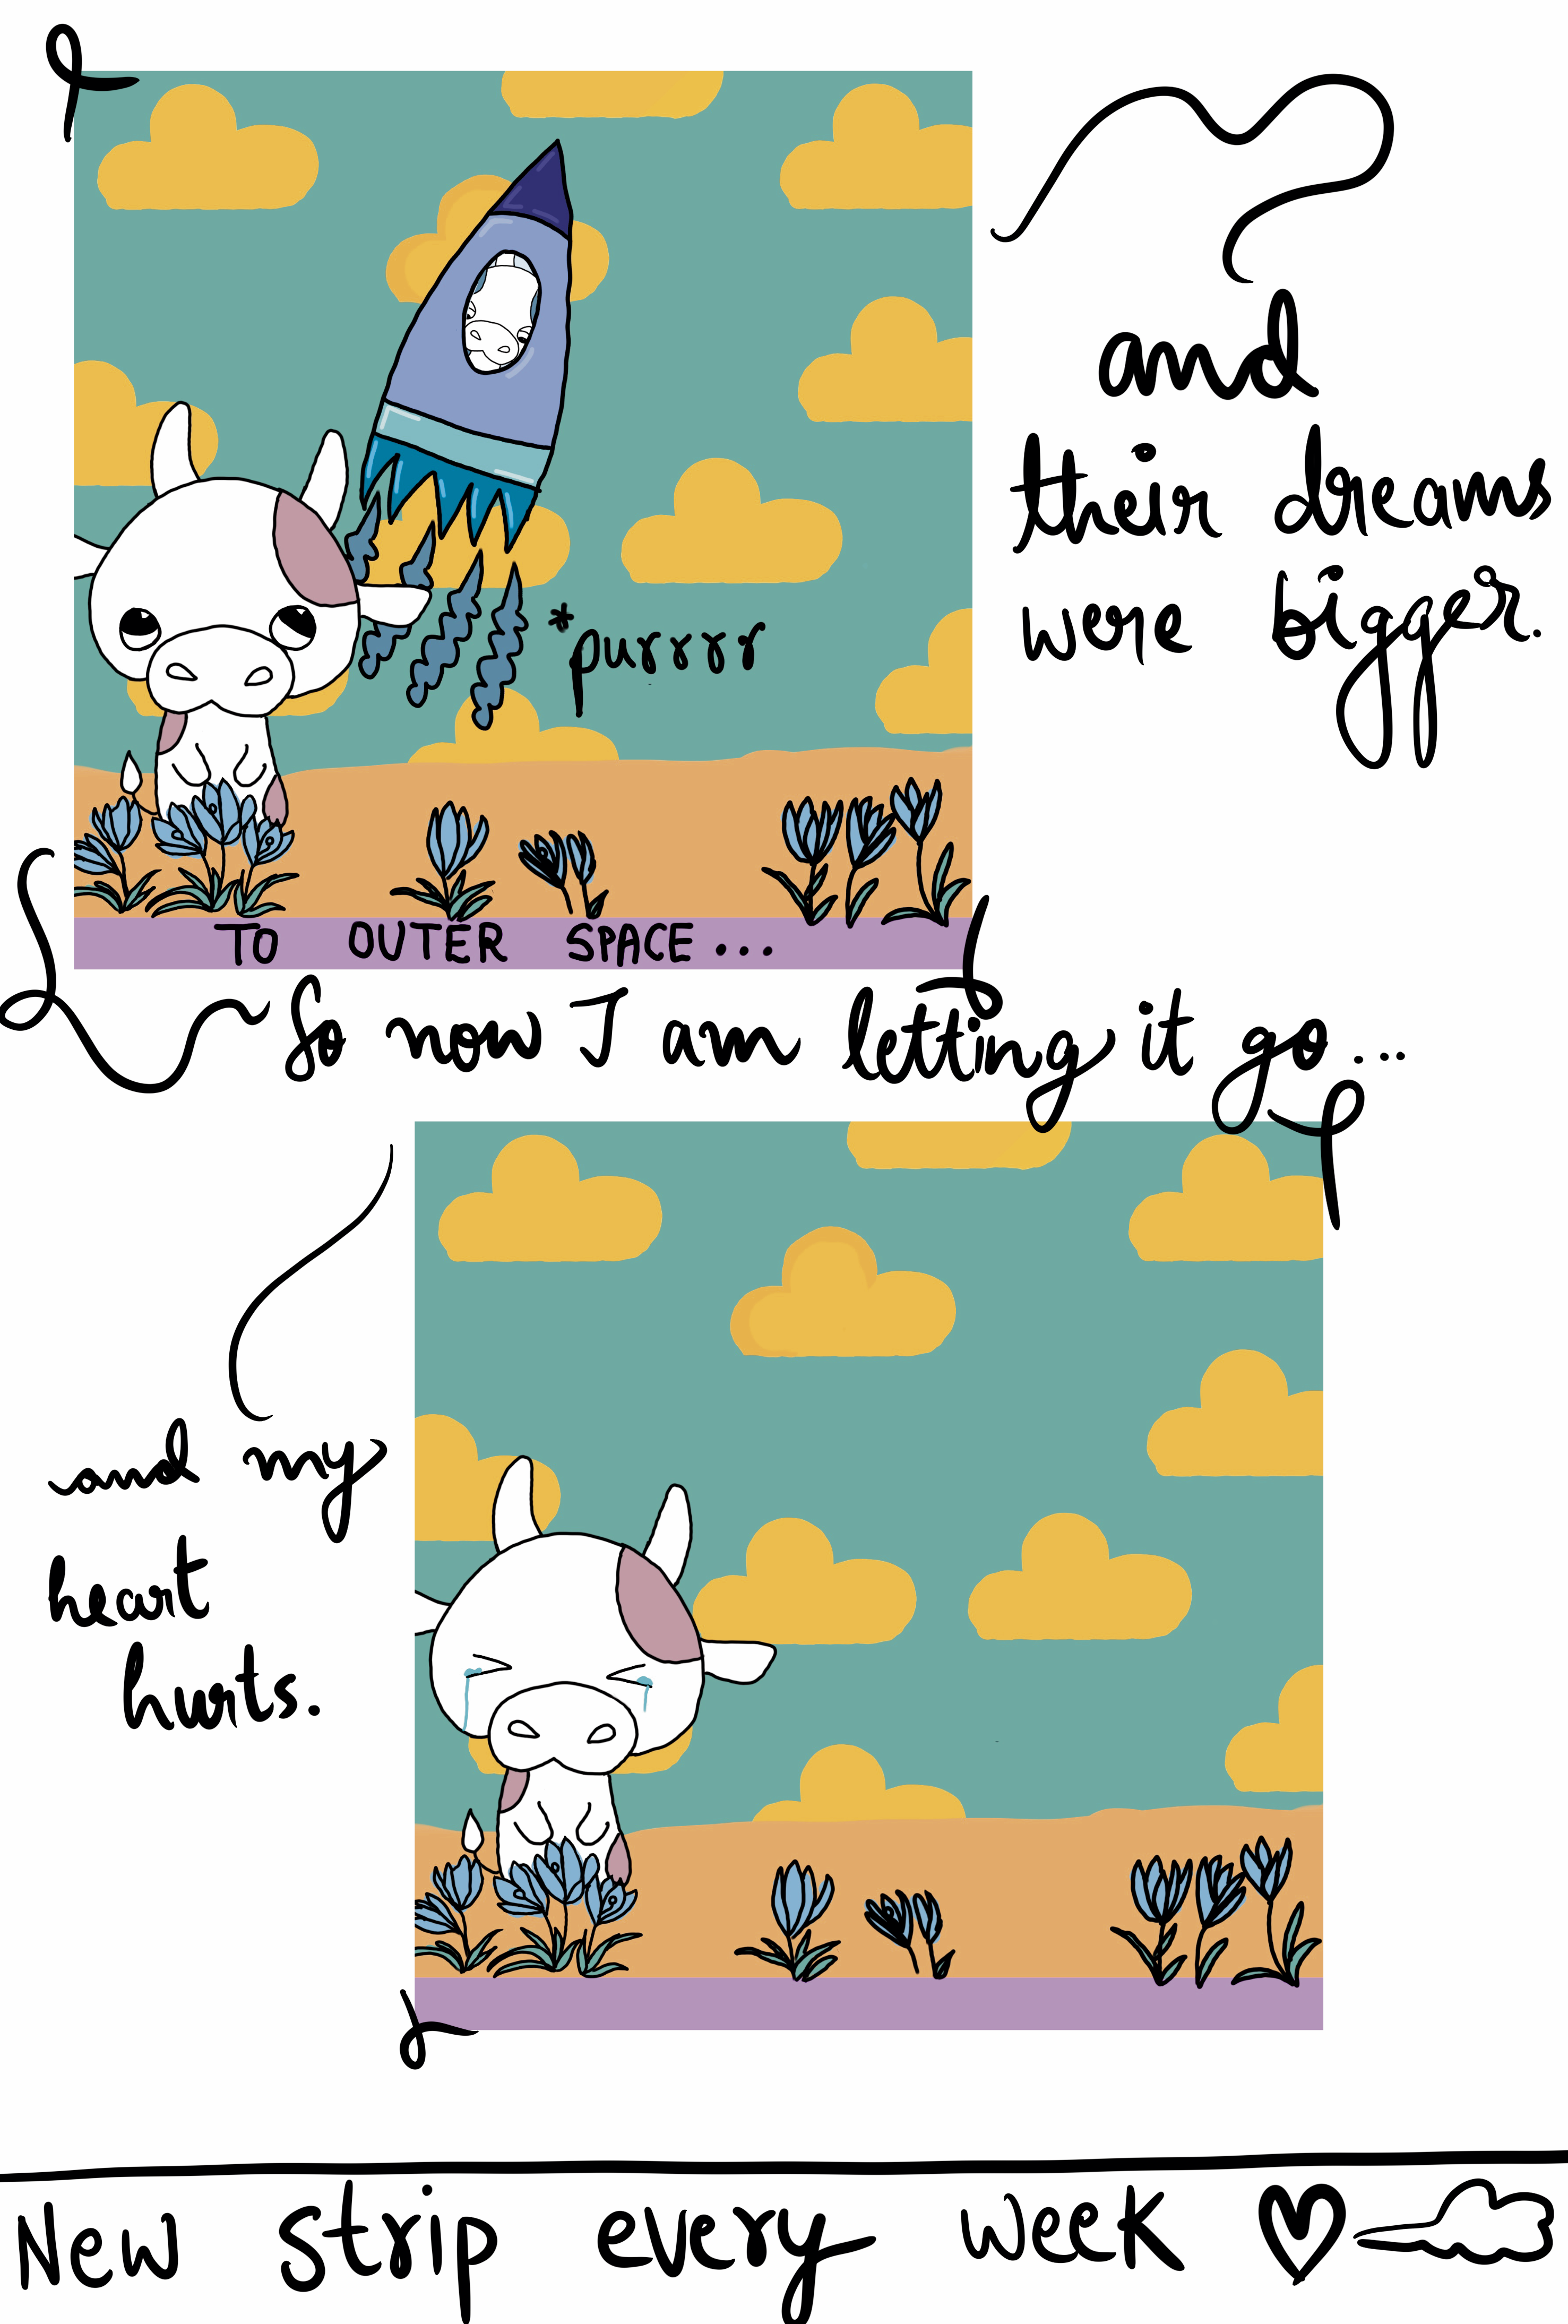 and
their dreams
were bigger.
*purrrr
TO OUTER SPACE...
So now I am letting it go...
and my
heart
hurts.
New strip every week